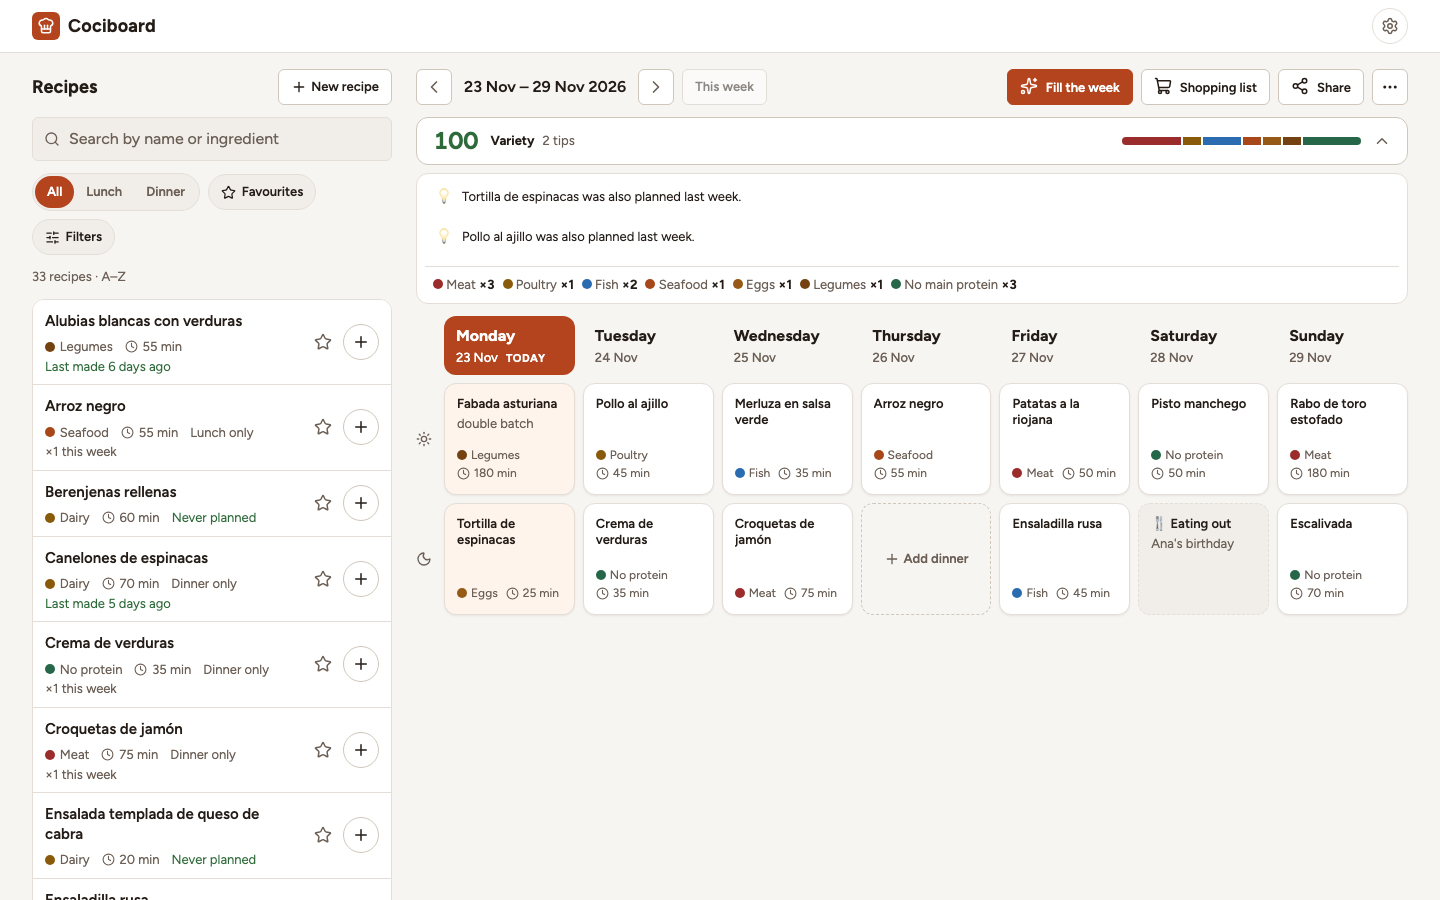 Cociboard
Recipes
New recipe
Search by name or ingredient
All
Lunch
Dinner
Favourites
Filters
33 recipes · A–Z
Alubias blancas con verduras
Legumes 55 min
Last made 6 days ago
Arroz negro
Seafood 55 min Lunch only
×1 this week
Berenjenas rellenas
Dairy 60 min Never planned
Canelones de espinacas
Dairy 70 min Dinner only
Last made 5 days ago
Crema de verduras
No protein 35 min Dinner only
×1 this week
Croquetas de jamón
Meat 75 min Dinner only
×1 this week
Ensalada templada de queso de
cabra
Dairy 20 min Never planned
Ensaladilla rusa
23 Nov – 29 Nov 2026
This week
Fill the week
Shopping list
Share
100 Variety 2 tips
Tortilla de espinacas was also planned last week.
Pollo al ajillo was also planned last week.
Meat ×3 Poultry ×1 Fish ×2 Seafood ×1 Eggs ×1 Legumes ×1 No main protein ×3
Monday
23 Nov TODAY
Tuesday
24 Nov
Wednesday
25 Nov
Thursday
26 Nov
Friday
27 Nov
Saturday
28 Nov
Sunday
29 Nov
Fabada asturiana
double batch
Legumes
180 min
Pollo al ajillo
Poultry
45 min
Merluza en salsa
verde
Fish 35 min
Arroz negro
Seafood
55 min
Patatas a la
riojana
Meat 50 min
Pisto manchego
No protein
50 min
Rabo de toro
estofado
Meat
180 min
Tortilla de
espinacas
Eggs 25 min
Crema de
verduras
No protein
35 min
Croquetas de
jamón
Meat 75 min
Add dinner
Ensaladilla rusa
Fish 45 min
Eating out
Ana's birthday
Escalivada
No protein
70 min